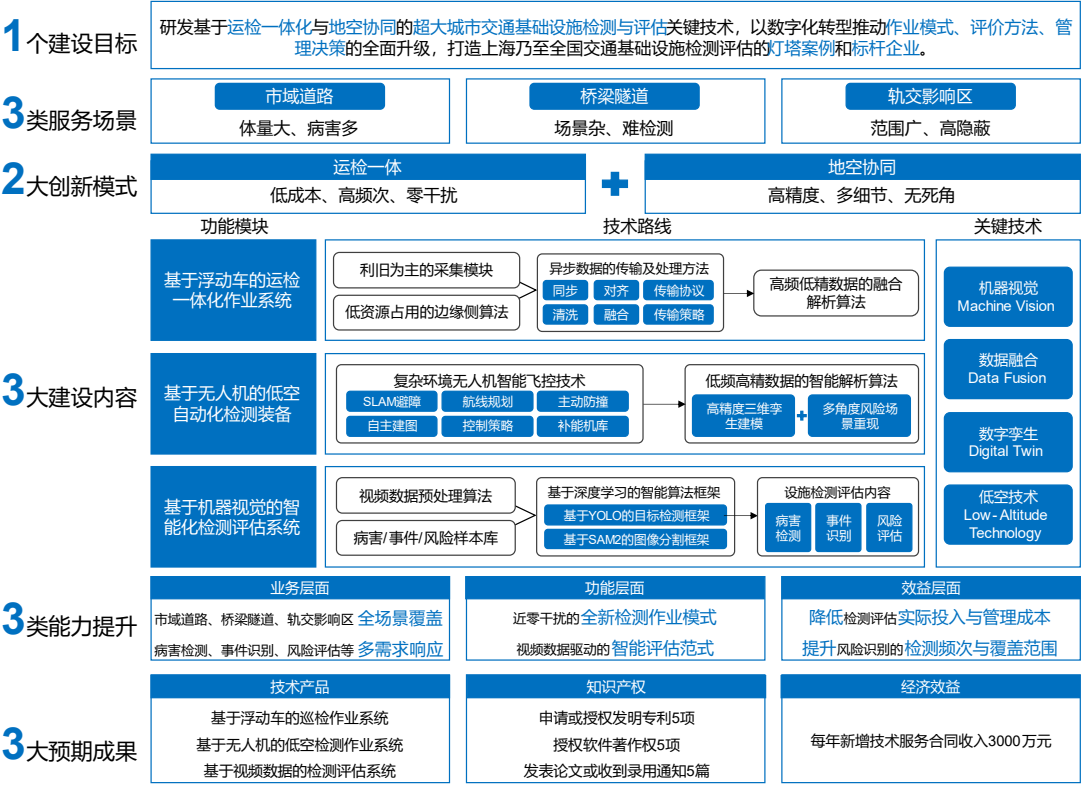 1个建设目标
研发基于运检一体化与地空协同的超大城市交通基础设施检测与评估关键技术，以数字化转型推动作业模式、评价方法、管
理决策的全面升级，打造上海乃至全国交通基础设施检测评估的灯塔案例和标杆企业。
3类服务场景
市域道路
体量大、病害多
桥梁隧道
场景杂、难检测
轨交影响区
范围广、高隐蔽
2大创新模式
运检一体
低成本、高频次、零干扰
地空协同
高精度、多细节、无死角
功能模块
技术路线
关键技术
3大建设内容
基于浮动车的运检
一体化作业系统
利旧为主的采集模块
低资源占用的边缘侧算法
异步数据的传输及处理方法
同步 对齐 传输协议
清洗 融合 传输策略
高频低精数据的融合
解析算法
基于无人机的低空
自动化检测装备
复杂环境无人机智能飞控技术
SLAM避障 航线规划 主动防撞
自主建图 控制策略 补能机库
低频高精数据的智能解析算法
高精度三维孪
生建模
多角度风险场
景重现
基于机器视觉的智
能化检测评估系统
视频数据预处理算法
病害/事件/风险样本库
基于深度学习的智能算法框架
基于YOLO的目标检测框架
基于SAM2的图像分割框架
设施检测评估内容
病害
检测
事件
识别
风险
评估
机器视觉
Machine Vision
数据融合
Data Fusion
数字孪生
Digital Twin
低空技术
Low-Altitude
Technology
3类能力提升
业务层面
市域道路、桥梁隧道、轨交影响区 全场景覆盖
病害检测、事件识别、风险评估等 多需求响应
功能层面
近零干扰的全新检测作业模式
视频数据驱动的智能评估范式
效益层面
降低检测评估实际投入与管理成本
提升风险识别的检测频次与覆盖范围
3大预期成果
技术产品
基于浮动车的巡检作业系统
基于无人机的低空检测作业系统
基于视频数据的检测评估系统
知识产权
申请或授权发明专利5项
授权软件著作权5项
发表论文或收到录用通知5篇
经济效益
每年新增技术服务合同收入3000万元